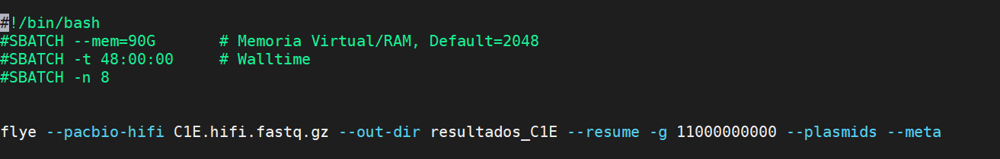 #!/bin/bash
#SBATCH --mem=90G       # Memoria Virtual/RAM, Default=2048
#SBATCH -t 48:00:00     # Walltime
#SBATCH -n 8
flye --pacbio-hifi C1E.hifi.fastq.gz --out-dir resultados_C1E --resume -g 11000000000 --plasmids --meta